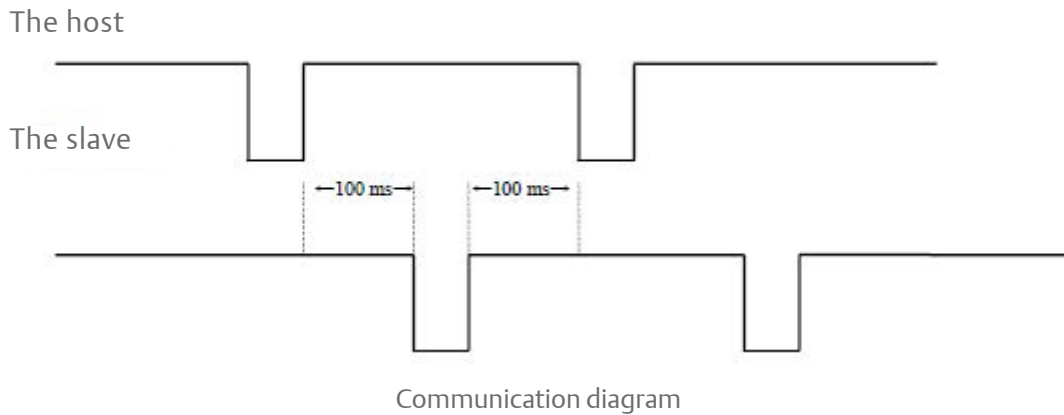 The host
The slave
100 ms 100 ms
Communication diagram